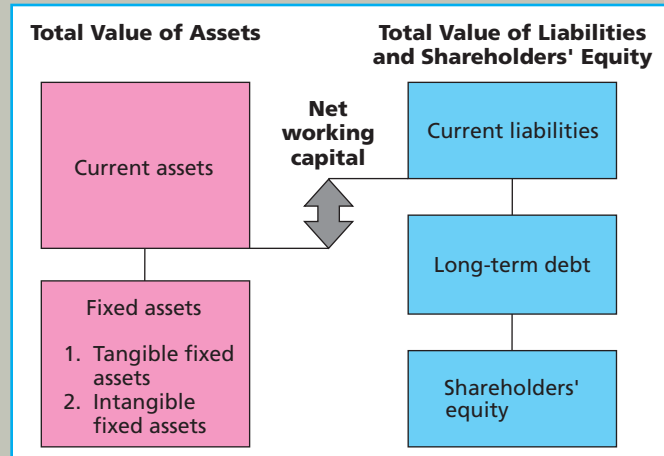 Total Value of Assets
Total Value of Liabilities
and Shareholders' Equity
Current assets
Net
working
capital
Current liabilities
Long-term debt
Fixed assets
1. Tangible fixed
assets
2. Intangible
fixed assets
Shareholders'
equity